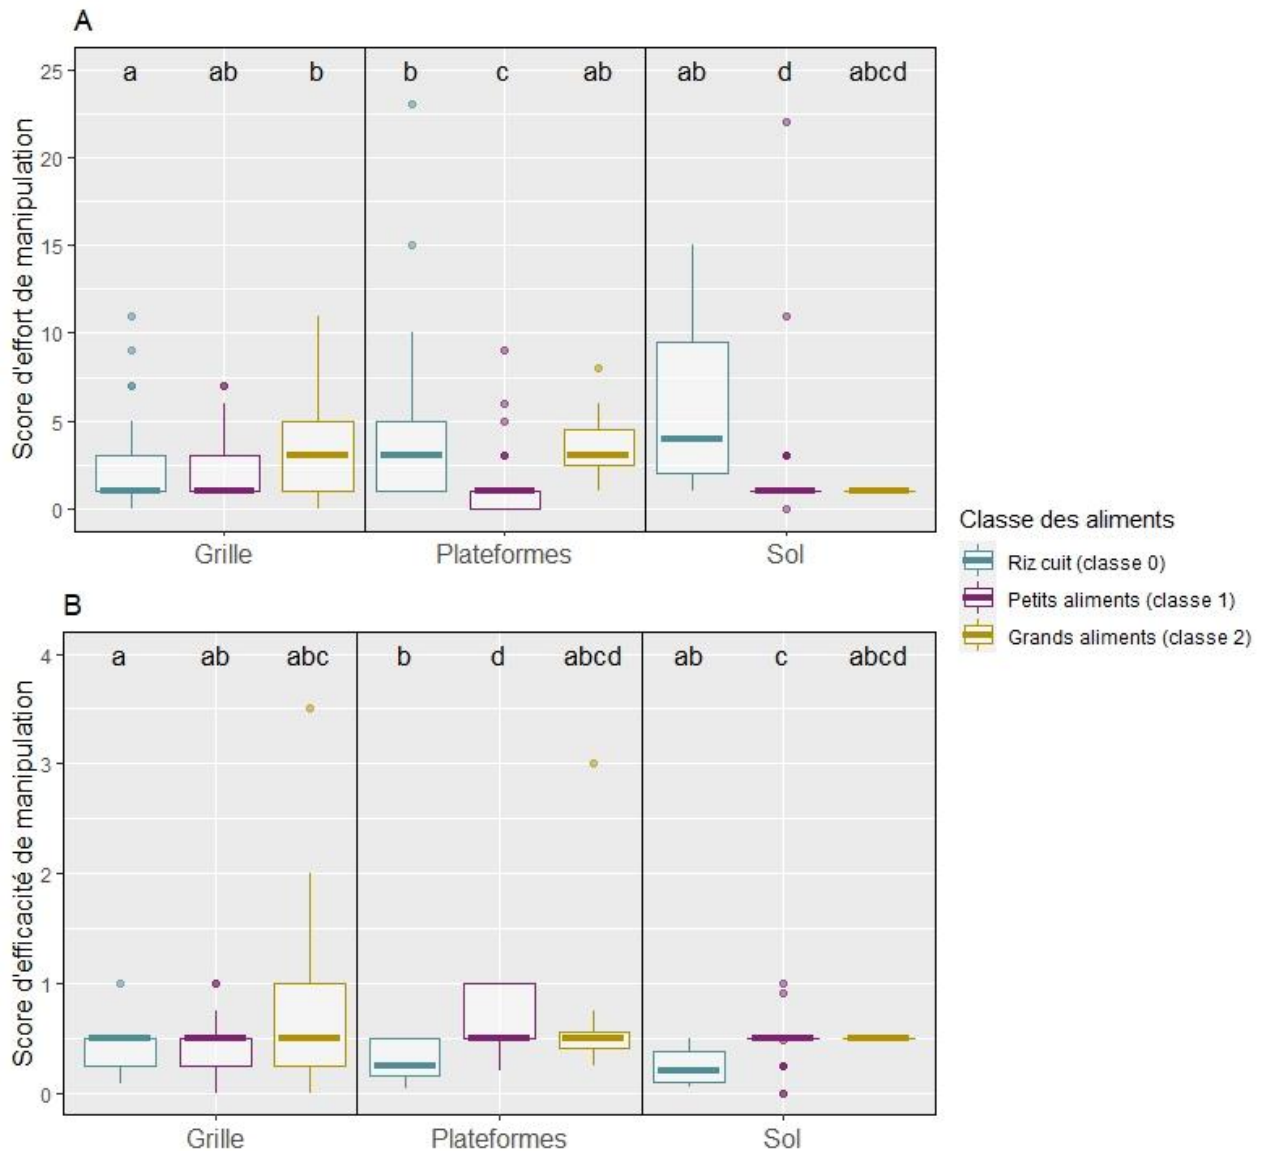 A
Score d'effort de manipulation
25
20
15
10
5
0
a ab b b c ab ab d abcd
Grille Plateformes Sol
Classe des aliments
Riz cuit (classe 0)
Petits aliments (classe 1)
Grands aliments (classe 2)
B
Score d'efficacité de manipulation
4
3
2
1
0
a ab abc b d abcd ab c abcd
Grille Plateformes Sol